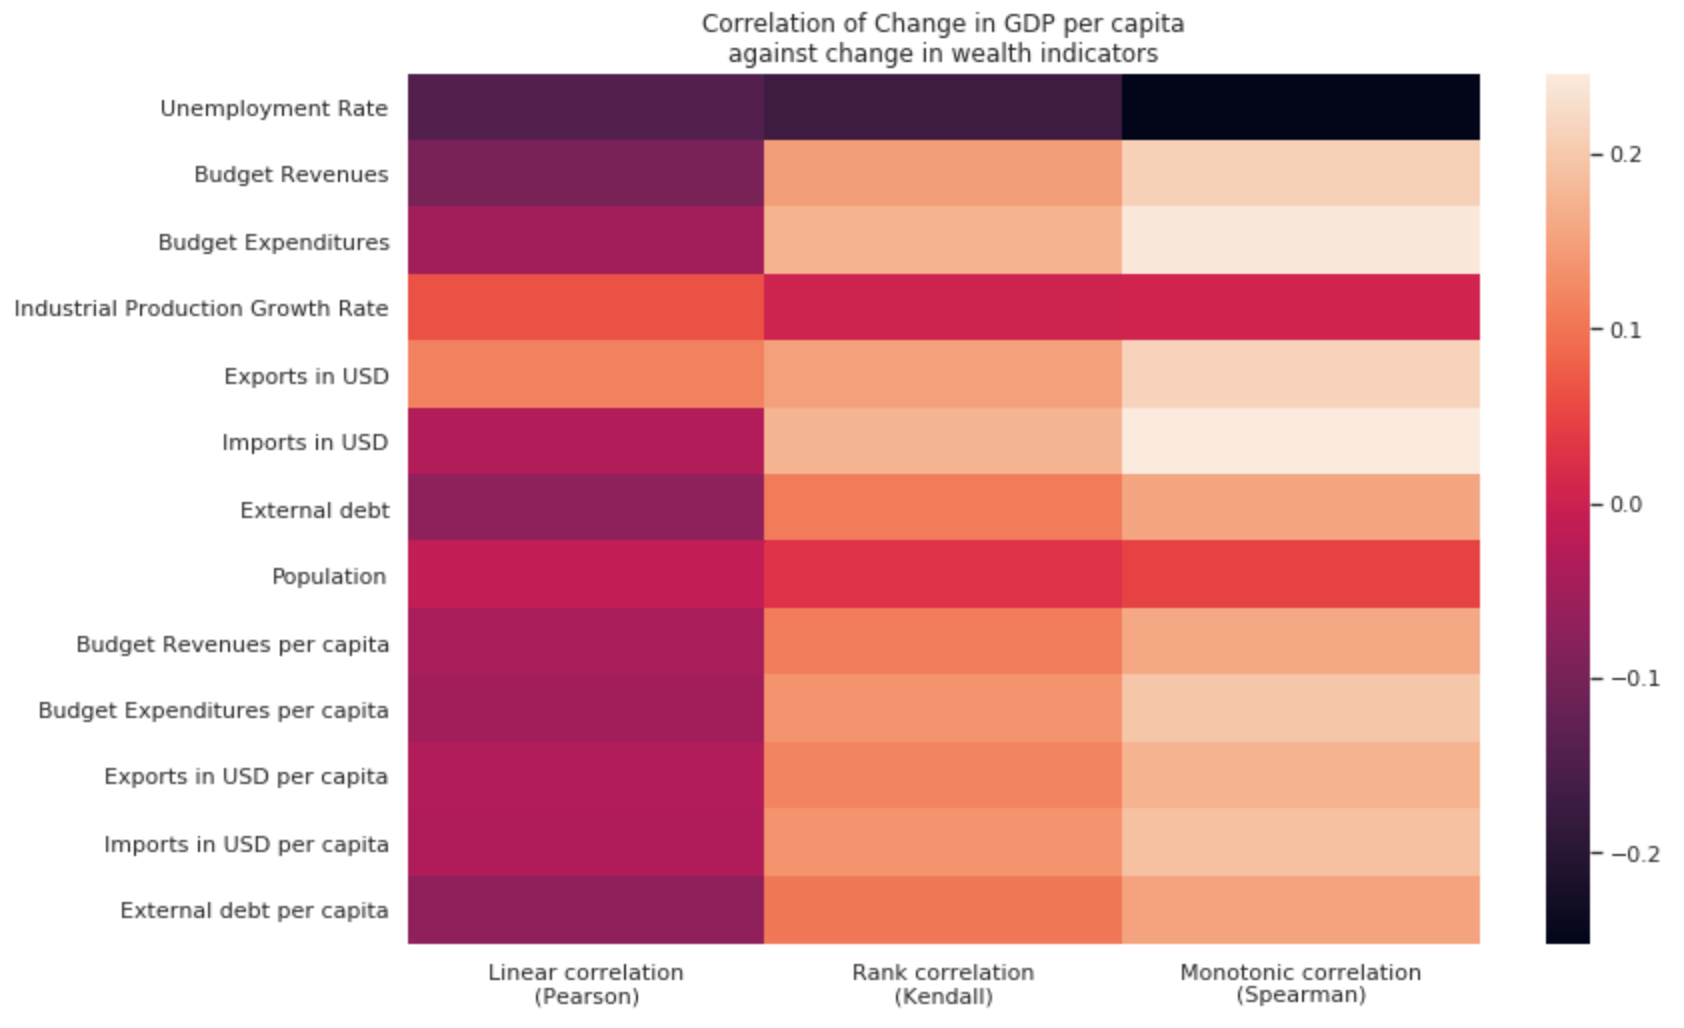 Correlation of Change in GDP per capita
against change in wealth indicators
Unemployment Rate
Budget Revenues
Budget Expenditures
Industrial Production Growth Rate
Exports in USD
Imports in USD
External debt
Population
Budget Revenues per capita
Budget Expenditures per capita
Exports in USD per capita
Imports in USD per capita
External debt per capita
Linear correlation
(Pearson)
Rank correlation
(Kendall)
Monotonic correlation
(Spearman)
0.2
0.1
0.0
−0.1
−0.2